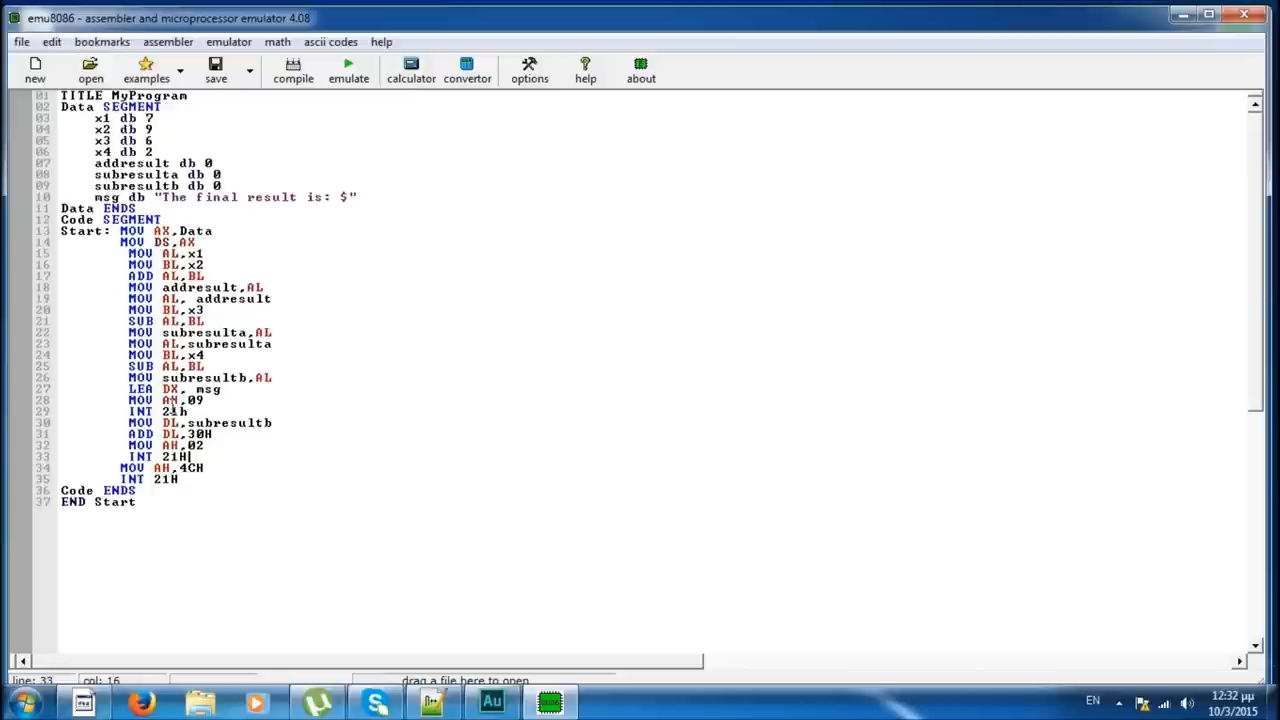 emu8086 - assembler and microprocessor emulator 4.08
file edit bookmarks assembler emulator math ascii codes help
new open examples save compile emulate calculator convertor options help about
01 TITLE MyProgram
02 Data SEGMENT
03 x1 db 7
04 x2 db 9
05 x3 db 6
06 x4 db 2
07 addresult db 0
08 subresulta db 0
09 subresultb db 0
10 msg db "The final result is: $"
11 Data ENDS
12 Code SEGMENT
13 Start: MOV AX,Data
14 MOV DS,AX
15 MOV AL,x1
16 MOV BL,x2
17 ADD AL,BL
18 MOV addresult,AL
19 MOV AL, addresult
20 MOV BL,x3
21 SUB AL,BL
22 MOV subresulta,AL
23 MOV AL,subresulta
24 MOV BL,x4
25 SUB AL,BL
26 MOV subresultb,AL
27 LEA DX, msg
28 MOV AH,09
29 INT 21h
30 MOV DL,subresultb
31 ADD DL,30H
32 MOV AH,02
33 INT 21H
34 MOV AH,4CH
35 INT 21H
36 Code ENDS
37 END Start
line: 33 col: 16 drag a file here to open
Au
EN
12:32 μμ
10/3/2015